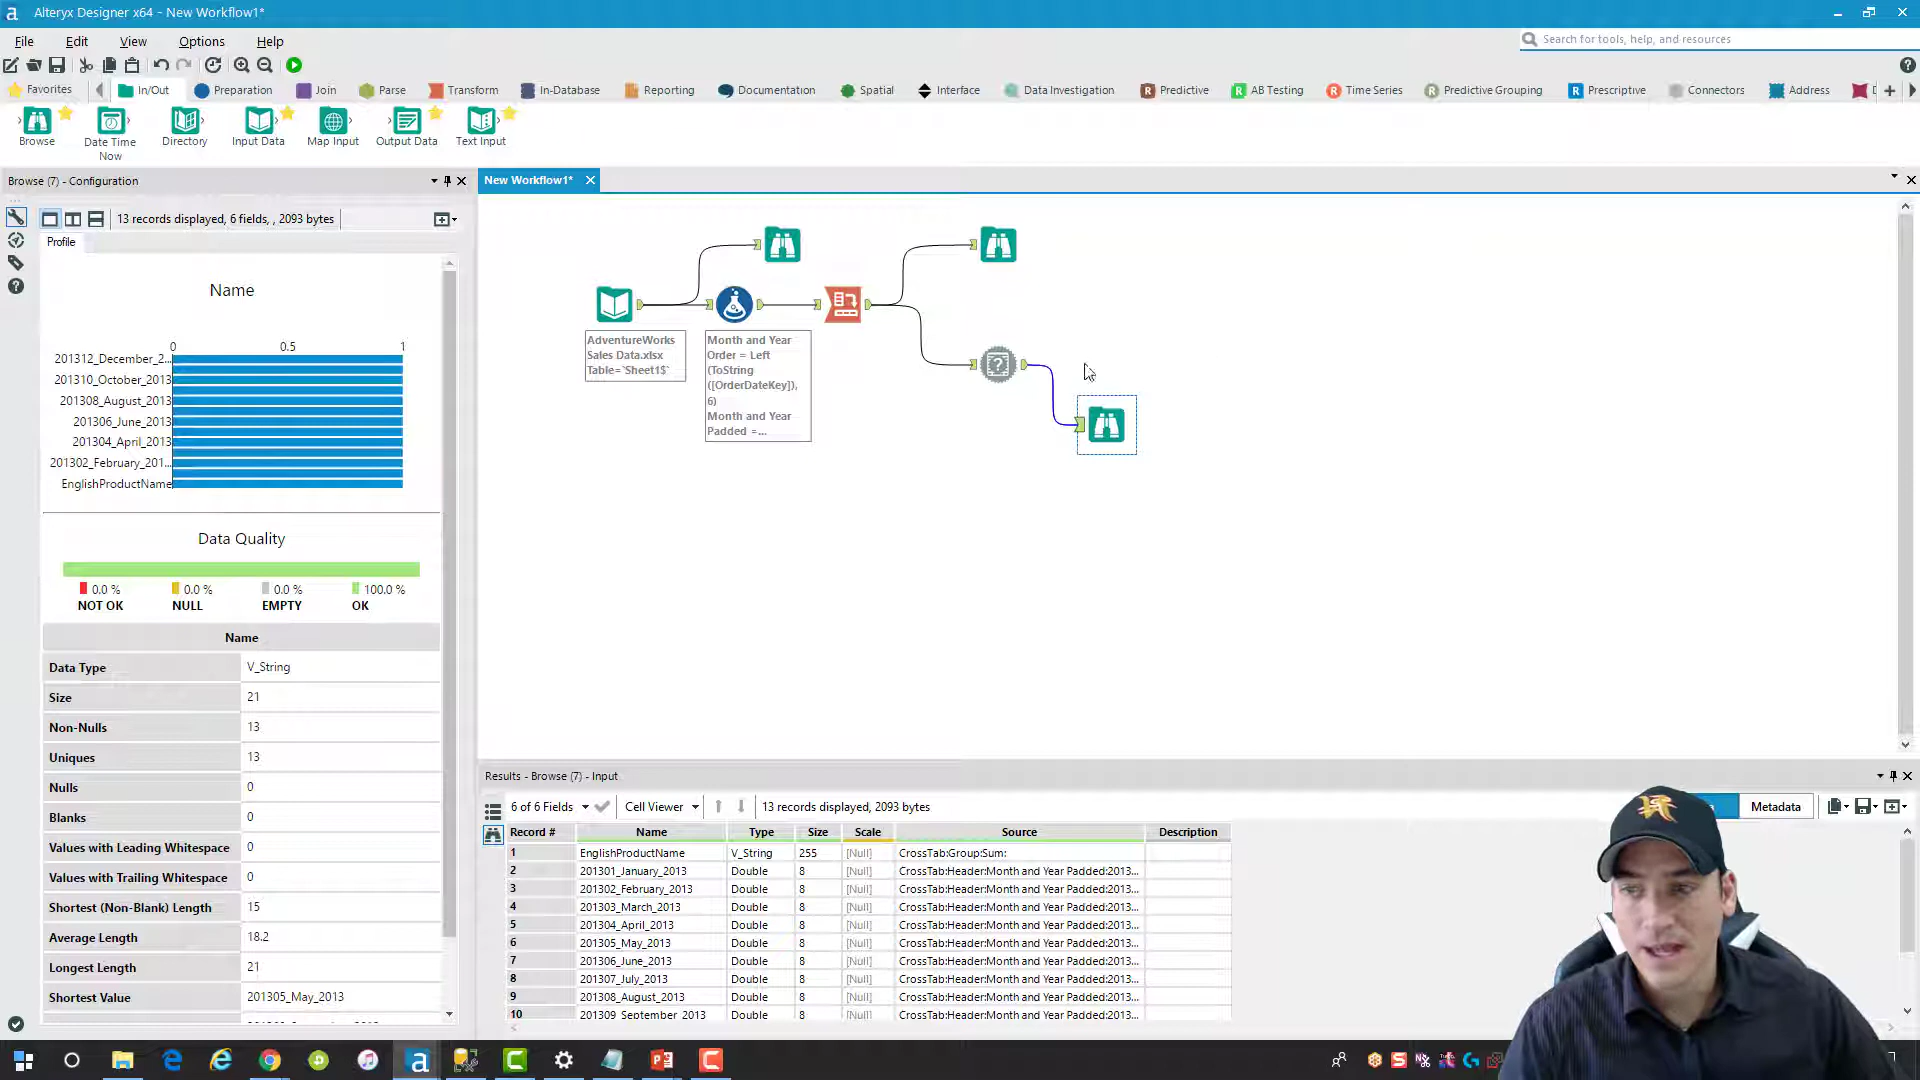 Alteryx Designer x64 - New Workflow1*
File Edit View Options Help
Search for tools, help, and resources
Favorites In/Out Preparation Join Parse Transform In-Database Reporting Documentation Spatial Interface Data Investigation Predictive AB Testing Time Series Predictive Grouping Prescriptive Connectors Address
Browse Date Time Now Directory Input Data Map Input Output Data Text Input
Browse (7) - Configuration
New Workflow1*
13 records displayed, 6 fields, , 2093 bytes
Profile
Name
0 0.5 1
201312_December_2...
201310_October_2013
201308_August_2013
201306_June_2013
201304_April_2013
201302_February_201...
EnglishProductName
Data Quality
0.0 % 0.0 % 0.0 % 100.0 %
NOT OK NULL EMPTY OK
Name
Data Type V_String
Size 21
Non-Nulls 13
Uniques 13
Nulls 0
Blanks 0
Values with Leading Whitespace 0
Values with Trailing Whitespace 0
Shortest (Non-Blank) Length 15
Average Length 18.2
Longest Length 21
Shortest Value 201305_May_2013
AdventureWorks
Sales Data.xlsx
Table=`Sheet1$`
Month and Year
Order = Left
(ToString
([OrderDateKey]),
6)
Month and Year
Padded =...
Results - Browse (7) - Input
6 of 6 Fields Cell Viewer 13 records displayed, 2093 bytes Metadata
Record # Name Type Size Scale Source Description
1 EnglishProductName V_String 255 [Null] CrossTab:Group:Sum:
2 201301_January_2013 Double 8 [Null] CrossTab:Header:Month and Year Padded:2013...
3 201302_February_2013 Double 8 [Null] CrossTab:Header:Month and Year Padded:2013...
4 201303_March_2013 Double 8 [Null] CrossTab:Header:Month and Year Padded:2013...
5 201304_April_2013 Double 8 [Null] CrossTab:Header:Month and Year Padded:2013...
6 201305_May_2013 Double 8 [Null] CrossTab:Header:Month and Year Padded:2013...
7 201306_June_2013 Double 8 [Null] CrossTab:Header:Month and Year Padded:2013...
8 201307_July_2013 Double 8 [Null] CrossTab:Header:Month and Year Padded:2013...
9 201308_August_2013 Double 8 [Null] CrossTab:Header:Month and Year Padded:2013...
10 201309_September_2013 Double 8 [Null] CrossTab:Header:Month and Year Padded:2013...